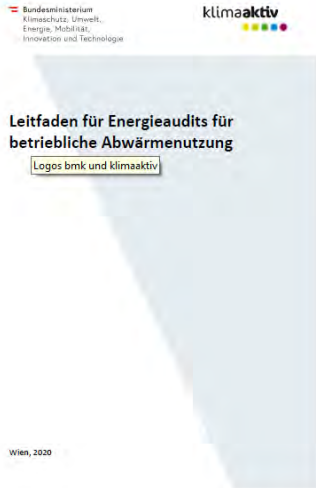 Bundesministerium
Klimaschutz, Umwelt,
Energie, Mobilität,
Innovation und Technologie
klimaaktiv
Leitfaden für Energieaudits für
betriebliche Abwärmenutzung
Logos bmk und klimaaktiv
Wien, 2020